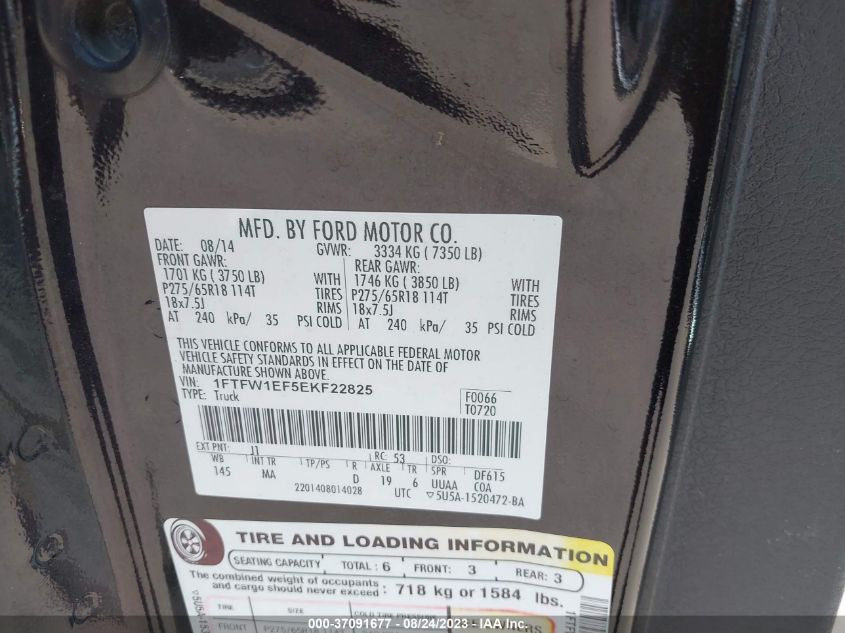 MFD. BY FORD MOTOR CO.
DATE: 08/14 GVWR: 3334 KG ( 7350 LB)
FRONT GAWR: REAR GAWR:
1701 KG ( 3750 LB) WITH 1746 KG ( 3850 LB) WITH
P275/65R18 114T TIRES P275/65R18 114T TIRES
18x7.5J RIMS 18x7.5J RIMS
AT 240 kPa/ 35 PSI COLD AT 240 kPa/ 35 PSI COLD
THIS VEHICLE CONFORMS TO ALL APPLICABLE FEDERAL MOTOR
VEHICLE SAFETY STANDARDS IN EFFECT ON THE DATE OF
MANUFACTURE SHOWN ABOVE.
VIN: 1FTFW1EF5EKF22825
TYPE: Truck
F0066
T0720
EXT PNT: J1 RC: 53 DSO:
WB INT TR TP/PS R AXLE TR SPR DF615
145 MA D 19 6 UUAA COA
2201408014028 UTC ▽5U5A-1520472-BA
TIRE AND LOADING INFORMATION
SEATING CAPACITY TOTAL : 6 FRONT: 3 REAR: 3
The combined weight of occupants
and cargo should never exceed : 718 kg or 1584 lbs.
TIRE SIZE
FRONT P275/65R18 114T
000-37091677 - 08/24/2023 - IAA Inc.